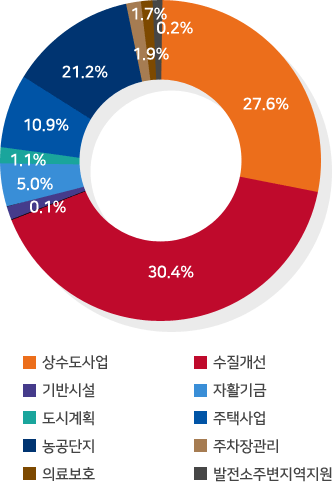 1.7%
0.2%
1.9%
21.2%
27.6%
10.9%
1.1%
5.0%
0.1%
30.4%
상수도사업
수질개선
기반시설
자활기금
도시계획
주택사업
농공단지
주차장관리
의료보호
발전소주변지역지원